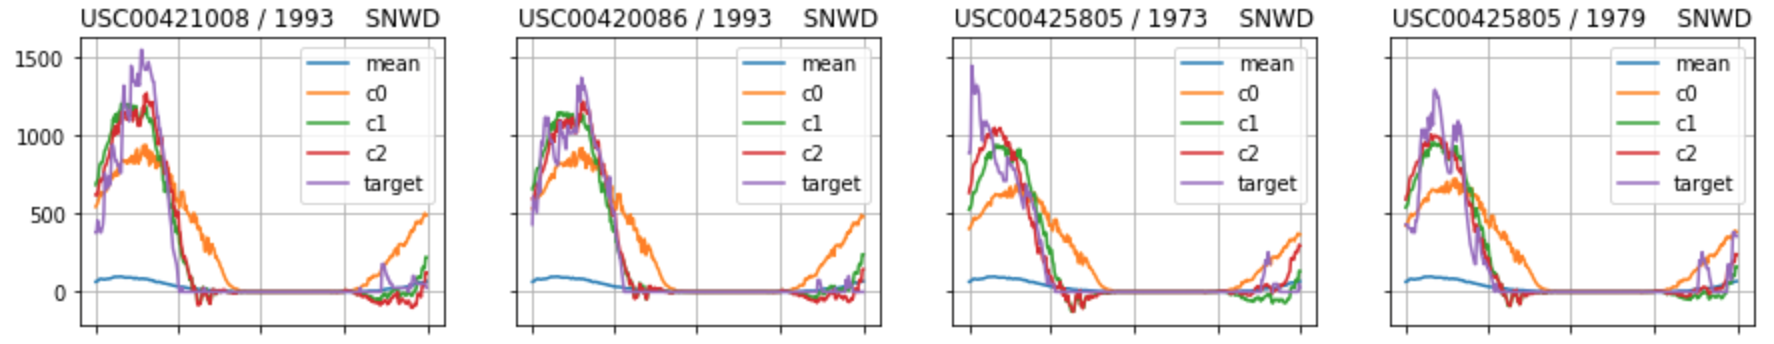 USC00421008 / 1993 SNWD
USC00420086 / 1993 SNWD
USC00425805 / 1973 SNWD
USC00425805 / 1979 SNWD
1500
1000
500
0
mean
c0
c1
c2
target
mean
c0
c1
c2
target
mean
c0
c1
c2
target
mean
c0
c1
c2
target